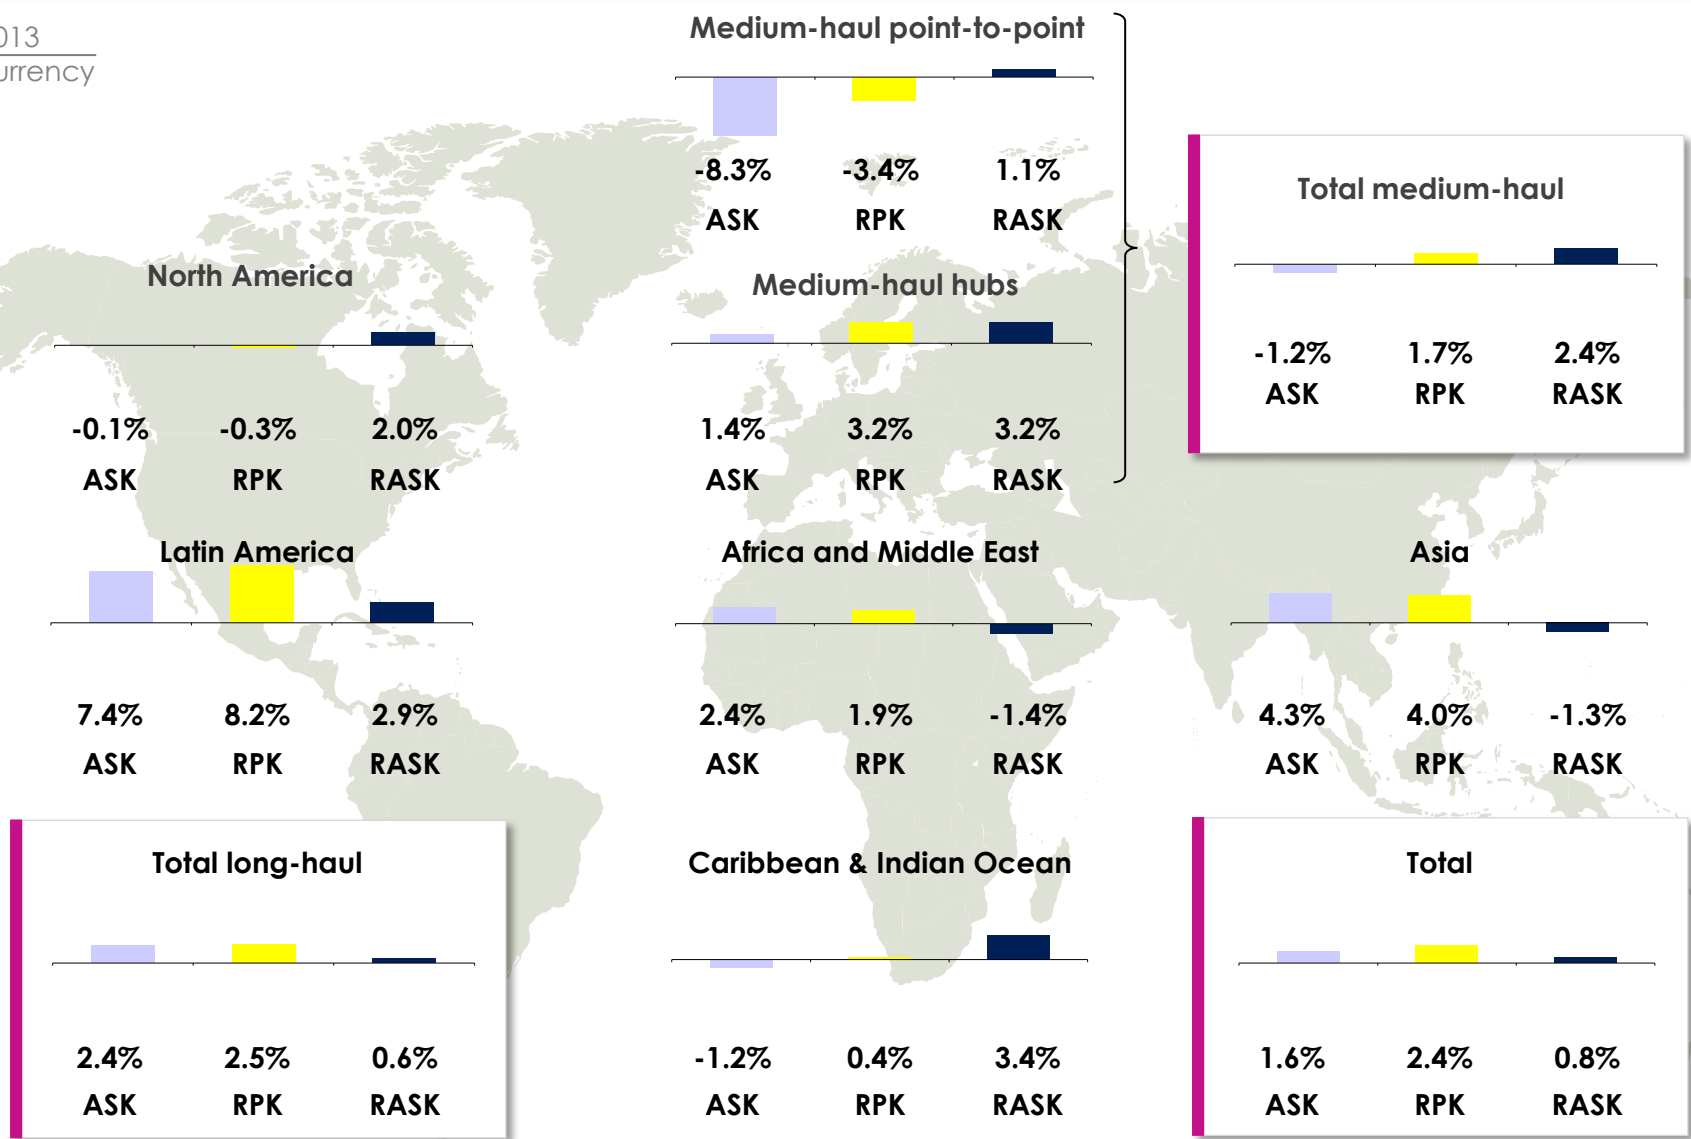 013
urrency
Medium-haul point-to-point
-8.3% -3.4% 1.1%
ASK RPK RASK
Total medium-haul
-1.2% 1.7% 2.4%
ASK RPK RASK
North America
-0.1% -0.3% 2.0%
ASK RPK RASK
Medium-haul hubs
1.4% 3.2% 3.2%
ASK RPK RASK
Latin America
7.4% 8.2% 2.9%
ASK RPK RASK
Africa and Middle East
2.4% 1.9% -1.4%
ASK RPK RASK
Asia
4.3% 4.0% -1.3%
ASK RPK RASK
Total long-haul
2.4% 2.5% 0.6%
ASK RPK RASK
Caribbean & Indian Ocean
-1.2% 0.4% 3.4%
ASK RPK RASK
Total
1.6% 2.4% 0.8%
ASK RPK RASK